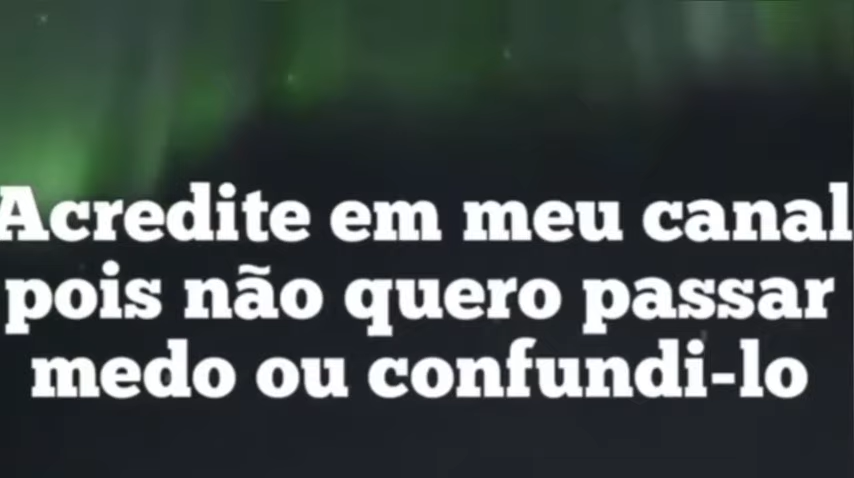 Acredite em meu canal
pois não quero passar
medo ou confundi-lo